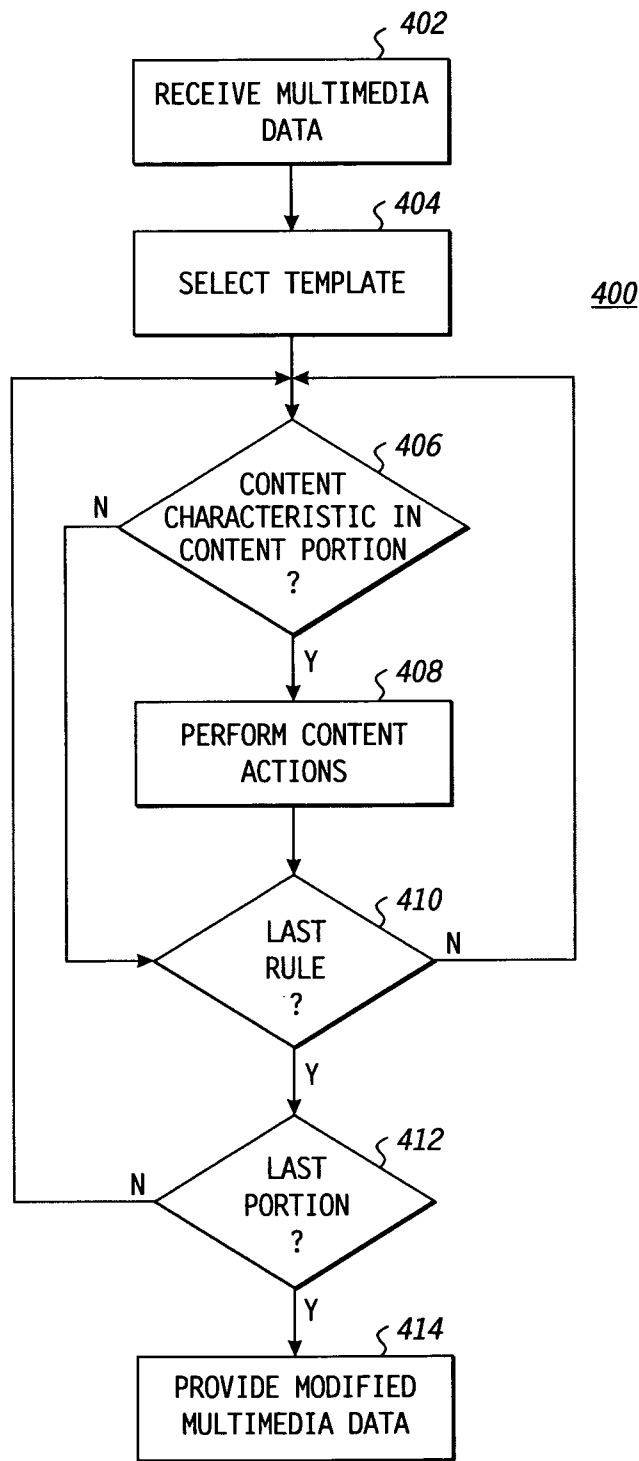 402
RECEIVE MULTIMEDIA
DATA
404
SELECT TEMPLATE
400
406
CONTENT
CHARACTERISTIC IN
CONTENT PORTION
?
N
Y
408
PERFORM CONTENT
ACTIONS
410
LAST
RULE
?
N
Y
412
LAST
PORTION
?
N
Y
414
PROVIDE MODIFIED
MULTIMEDIA DATA